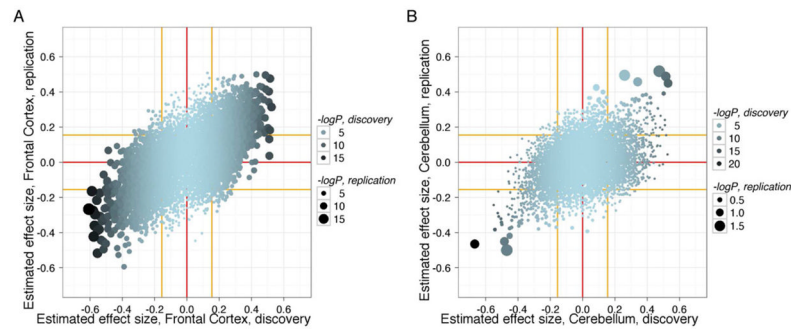 A
Estimated effect size, Frontal Cortex, replication
0.6
0.4
0.2
0.0
-0.2
-0.4
-0.6
-0.6 -0.4 -0.2 0.0 0.2 0.4 0.6
Estimated effect size, Frontal Cortex, discovery
-logP, discovery
5
10
15
-logP, replication
5
10
15
B
Estimated effect size, Cerebellum, replication
0.6
0.4
0.2
0.0
-0.2
-0.4
-0.6
-0.6 -0.4 -0.2 0.0 0.2 0.4 0.6
Estimated effect size, Cerebellum, discovery
-logP, discovery
5
10
15
20
-logP, replication
0.5
1.0
1.5